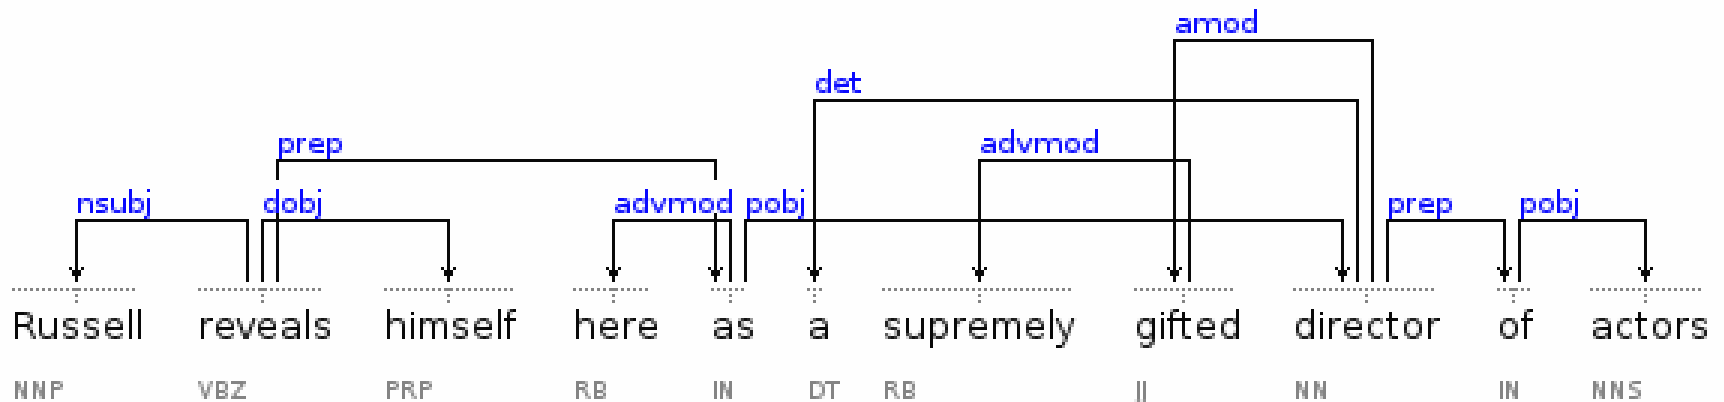 amod
det
prep advmod
nsubj dobj advmod pobj prep pobj
Russell reveals himself here as a supremely gifted director of actors
NNP VBZ PRP RB IN DT RB JJ NN IN NNS